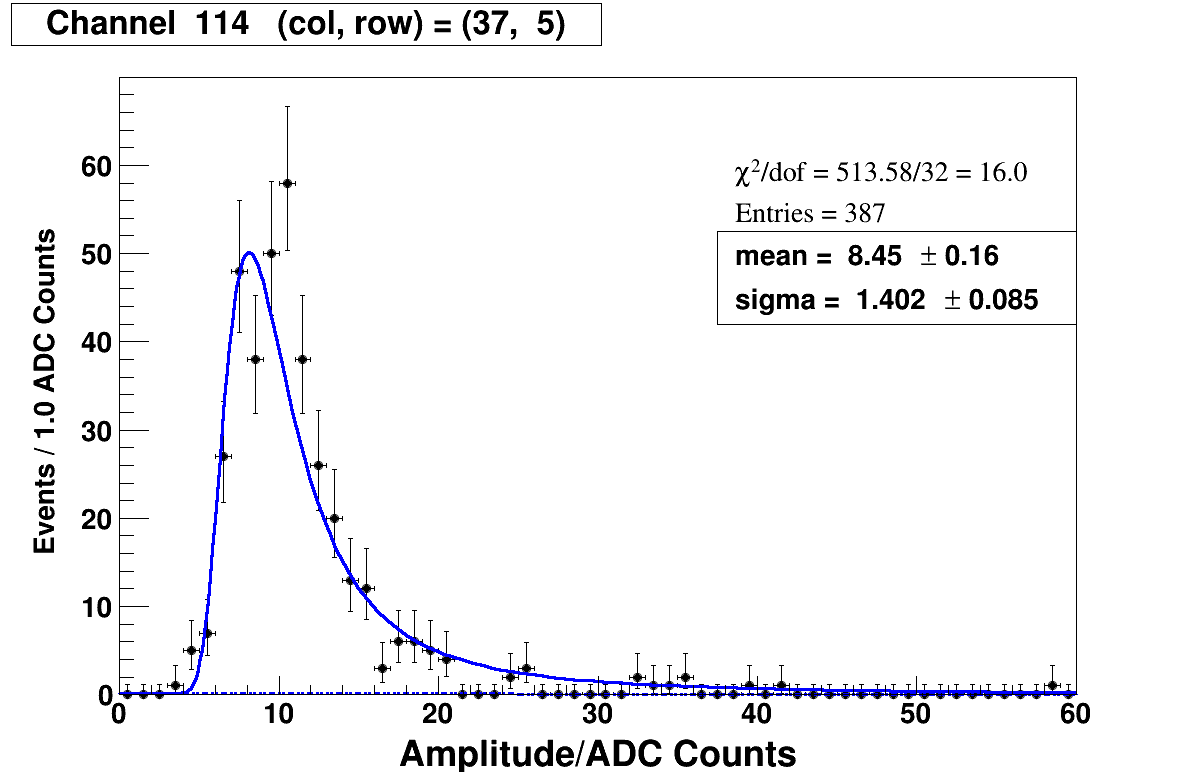 Channel 114 (col, row) = (37, 5)
χ²/dof = 513.58/32 = 16.0
Entries = 387
mean = 8.45 ± 0.16
sigma = 1.402 ± 0.085
Events / 1.0 ADC Counts
60
50
40
30
20
10
0
0 10 20 30 40 50 60
Amplitude/ADC Counts